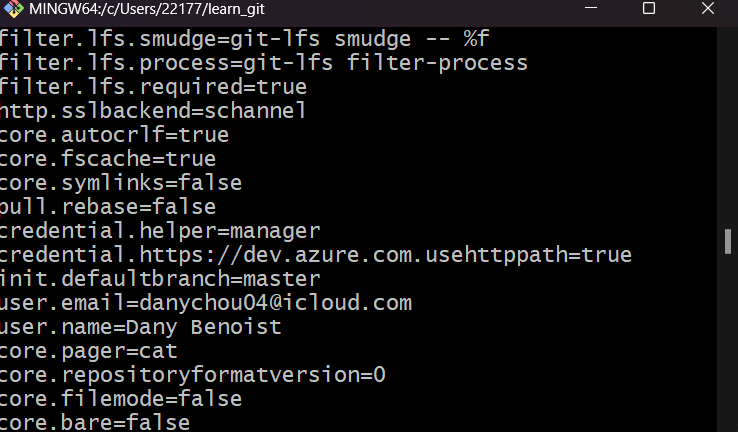 MINGW64:/c/Users/22177/learn_git
filter.lfs.smudge=git-lfs smudge -- %f
filter.lfs.process=git-lfs filter-process
filter.lfs.required=true
http.sslbackend=schannel
core.autocrlf=true
core.fscache=true
core.symlinks=false
pull.rebase=false
credential.helper=manager
credential.https://dev.azure.com.usehttppath=true
init.defaultbranch=master
user.email=danychou04@icloud.com
user.name=Dany Benoist
core.pager=cat
core.repositoryformatversion=0
core.filemode=false
core.bare=false